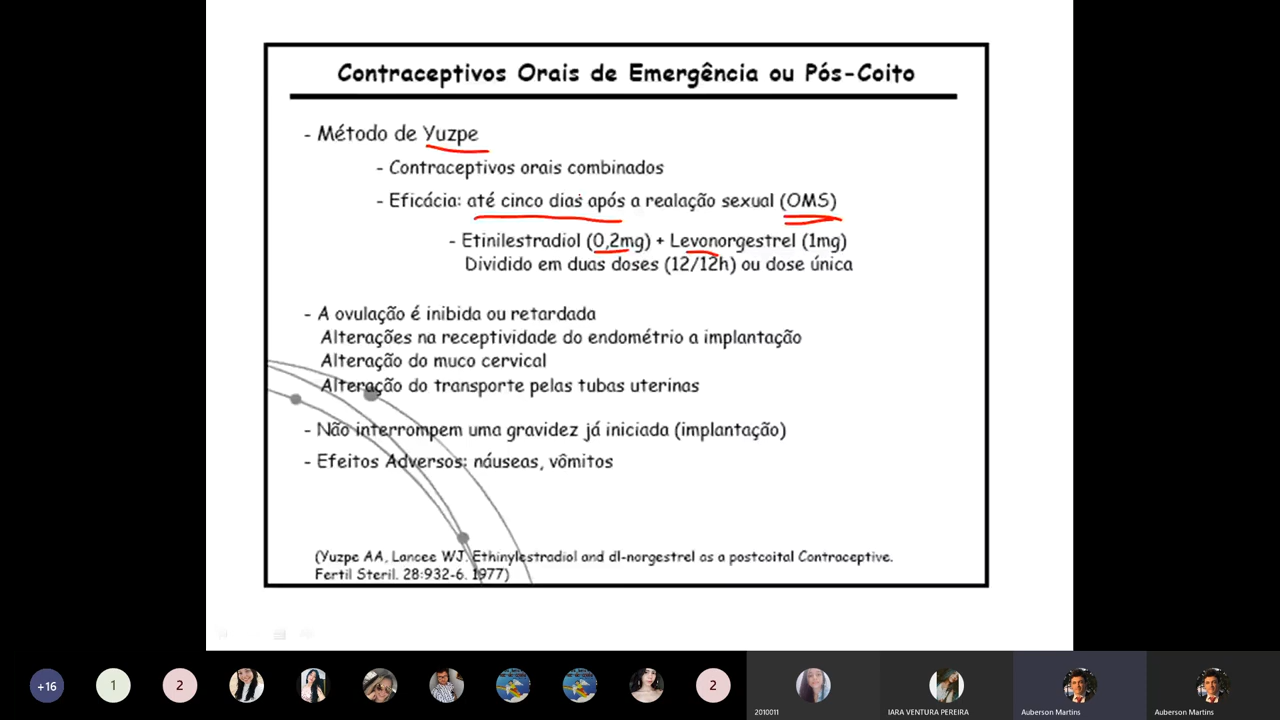 Contraceptivos Orais de Emergência ou Pós-Coito
- Método de Yuzpe
- Contraceptivos orais combinados
- Eficácia: até cinco dias após a realação sexual (OMS)
- Etinilestradiol (0,2mg) + Levonorgestrel (1mg)
Dividido em duas doses (12/12h) ou dose única
- A ovulação é inibida ou retardada
Alterações na receptividade do endométrio a implantação
Alteração do muco cervical
Alteração do transporte pelas tubas uterinas
- Não interrompem uma gravidez já iniciada (implantação)
- Efeitos Adversos: náuseas, vômitos
(Yuzpe AA, Lancee WJ. Ethinylestradiol and dl-norgestrel as a postcoital Contraceptive.
Fertil Steril. 28:932-6. 1977)
+16 1 2 2
2010011 IARA VENTURA PEREIRA Auberson Martins Auberson Martins